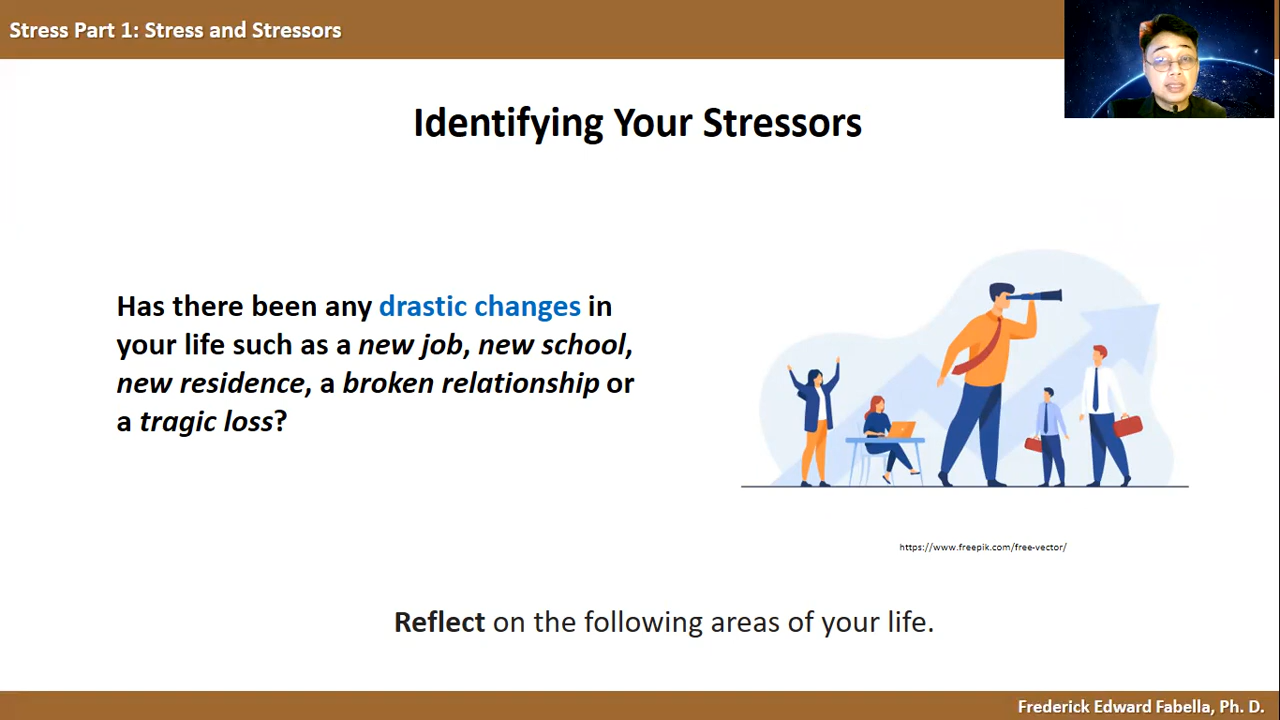 Stress Part 1: Stress and Stressors
Identifying Your Stressors
Has there been any drastic changes in
your life such as a new job, new school,
new residence, a broken relationship or
a tragic loss?
https://www.freepik.com/free-vector/
Reflect on the following areas of your life.
Frederick Edward Fabella, Ph. D.